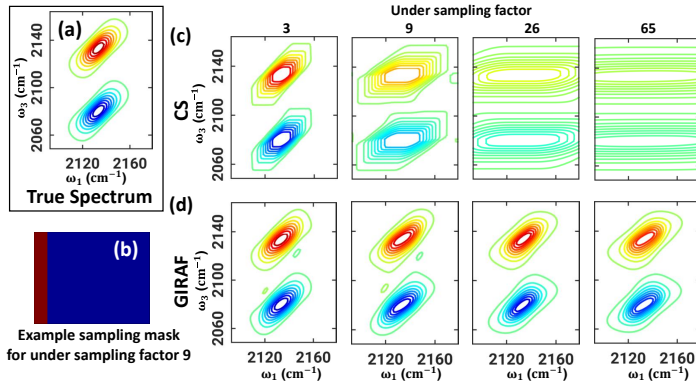 Under sampling factor
3 9 26 65
(a)
ω3 (cm⁻¹)
2140
2100
2060
2120 2160
ω1 (cm⁻¹)
True Spectrum
(b)
Example sampling mask
for under sampling factor 9
(c)
CS
ω3 (cm⁻¹)
2140
2100
2060
(d)
GIRAF
ω3 (cm⁻¹)
2140
2100
2060
2120 2160 2120 2160 2120 2160 2120 2160
ω1 (cm⁻¹) ω1 (cm⁻¹) ω1 (cm⁻¹) ω1 (cm⁻¹)